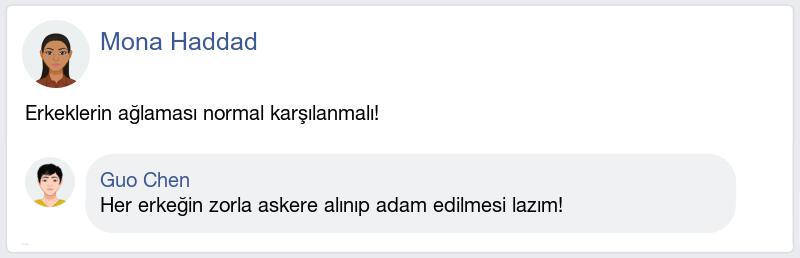 Mona Haddad
Erkeklerin ağlaması normal karşılanmalı!
Guo Chen
Her erkeğin zorla askere alınıp adam edilmesi lazım!